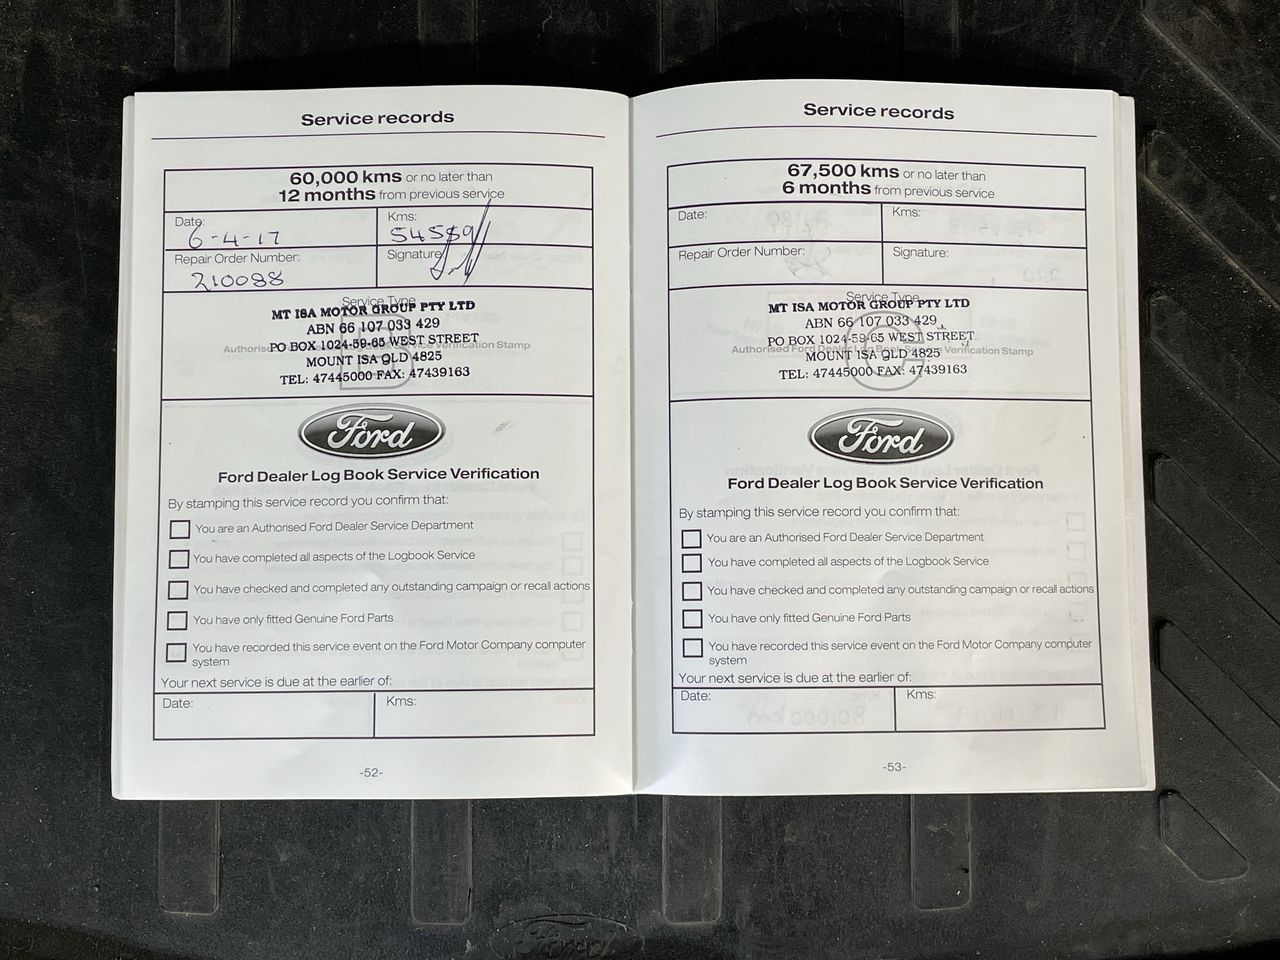 Service records
60,000 kms or no later than
12 months from previous service
Date:
6-4-17
Kms:
54559
Repair Order Number:
210088
Signature
Service Type
MT ISA MOTOR GROUP PTY LTD
ABN 66 107 033 429
PO BOX 1024-59-65 WEST STREET
Authorised Verification Stamp
MOUNT ISA QLD 4825
TEL: 47445000 FAX: 47439163
B
Ford
Ford Dealer Log Book Service Verification
By stamping this service record you confirm that:
You are an Authorised Ford Dealer Service Department
You have completed all aspects of the Logbook Service
You have checked and completed any outstanding campaign or recall actions
You have only fitted Genuine Ford Parts
You have recorded this service event on the Ford Motor Company computer
system
Your next service is due at the earlier of:
Date:
Kms:
-52-
Service records
67,500 kms or no later than
6 months from previous service
Date:
Kms:
Repair Order Number:
Signature:
Service Type
MT ISA MOTOR GROUP PTY LTD
ABN 66 107 033 429
PO BOX 1024-59-65 WEST STREET
Authorised Ford Dealer Log Book Service Verification Stamp
MOUNT ISA QLD 4825
TEL: 47445000 FAX: 47439163
C
Ford
Ford Dealer Log Book Service Verification
By stamping this service record you confirm that:
You are an Authorised Ford Dealer Service Department
You have completed all aspects of the Logbook Service
You have checked and completed any outstanding campaign or recall actions
You have only fitted Genuine Ford Parts
You have recorded this service event on the Ford Motor Company computer
system
Your next service is due at the earlier of:
Date:
Kms:
-53-
Ford